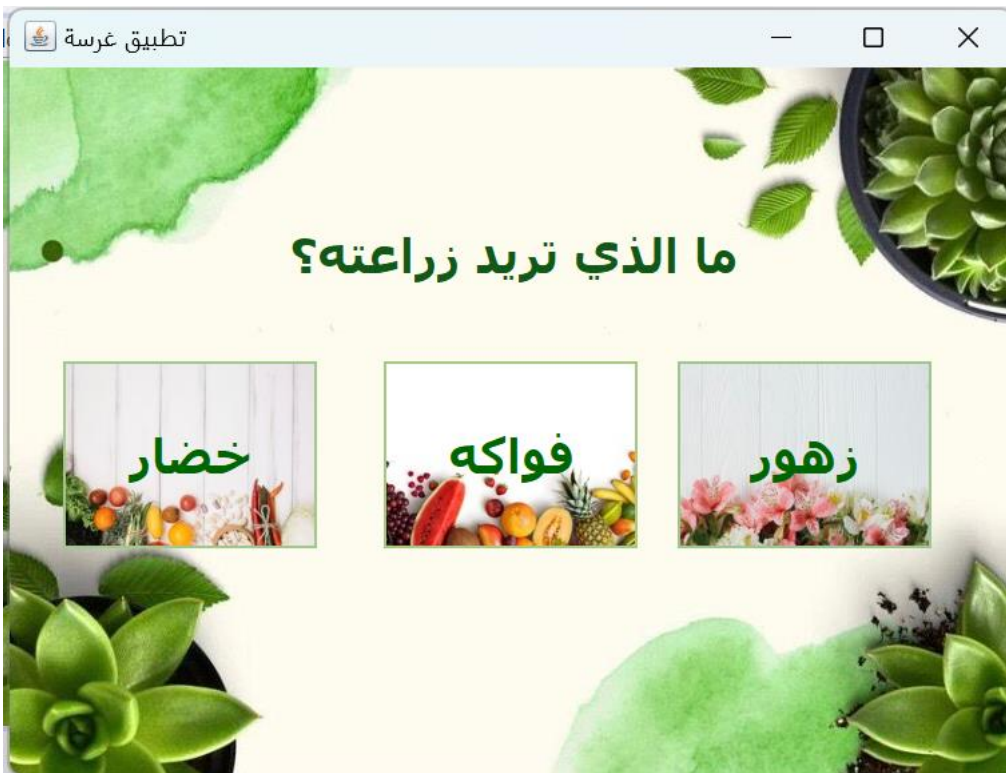 تطبيق غرسة
ما الذي تريد زراعته؟
زهور
فواكه
خضار